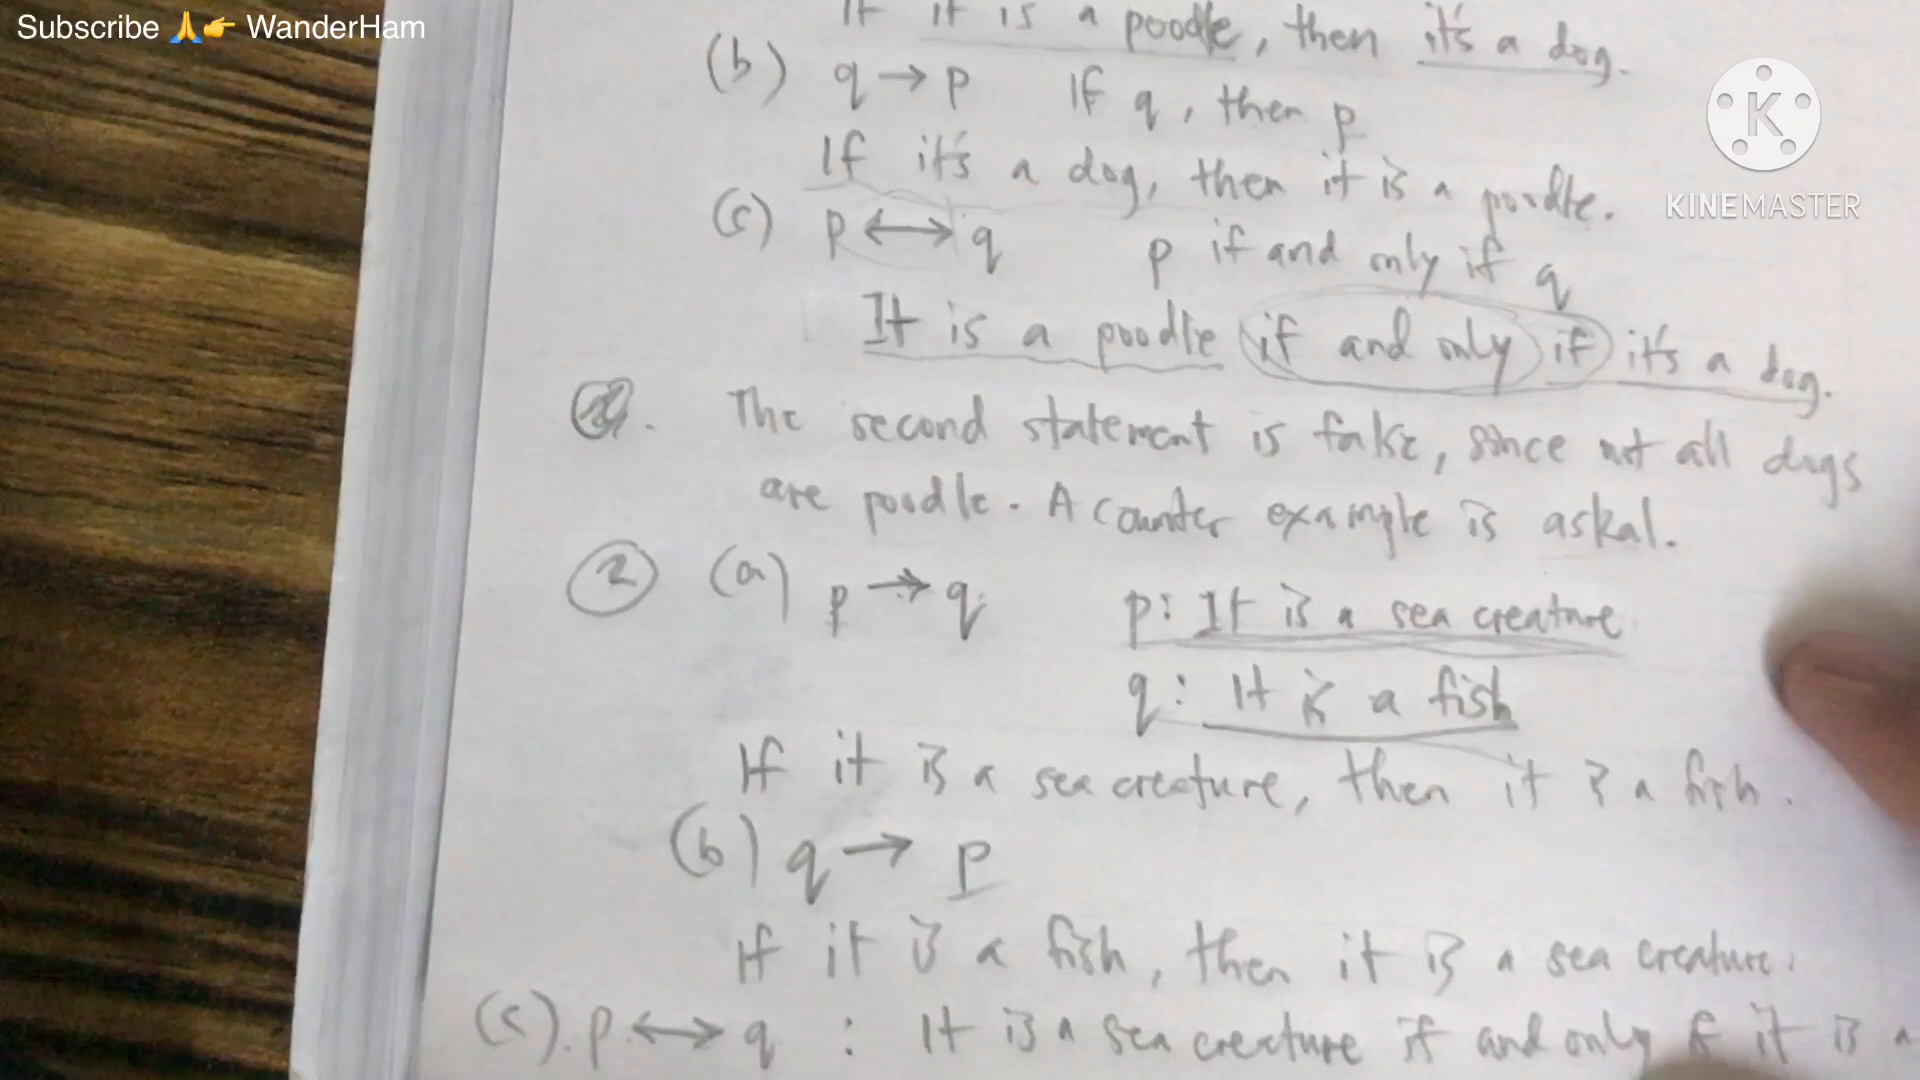 Subscribe 🙏👉 WanderHam
If it is a poodle, then it's a dog.
(b) q → p If q, then p
If it's a dog, then it is a poodle.
(c) p ↔ q p if and only if q
It is a poodle if and only if it's a dog.
The second statement is false, since not all dogs
are poodle. A counter example is askal.
② (a) p → q p: It is a sea creature
q: It is a fish
If it is a sea creature, then it is a fish.
(b) q → p
If it is a fish, then it is a sea creature.
(c). p ↔ q : It is a sea creature if and only if it is a
K
KINEMASTER